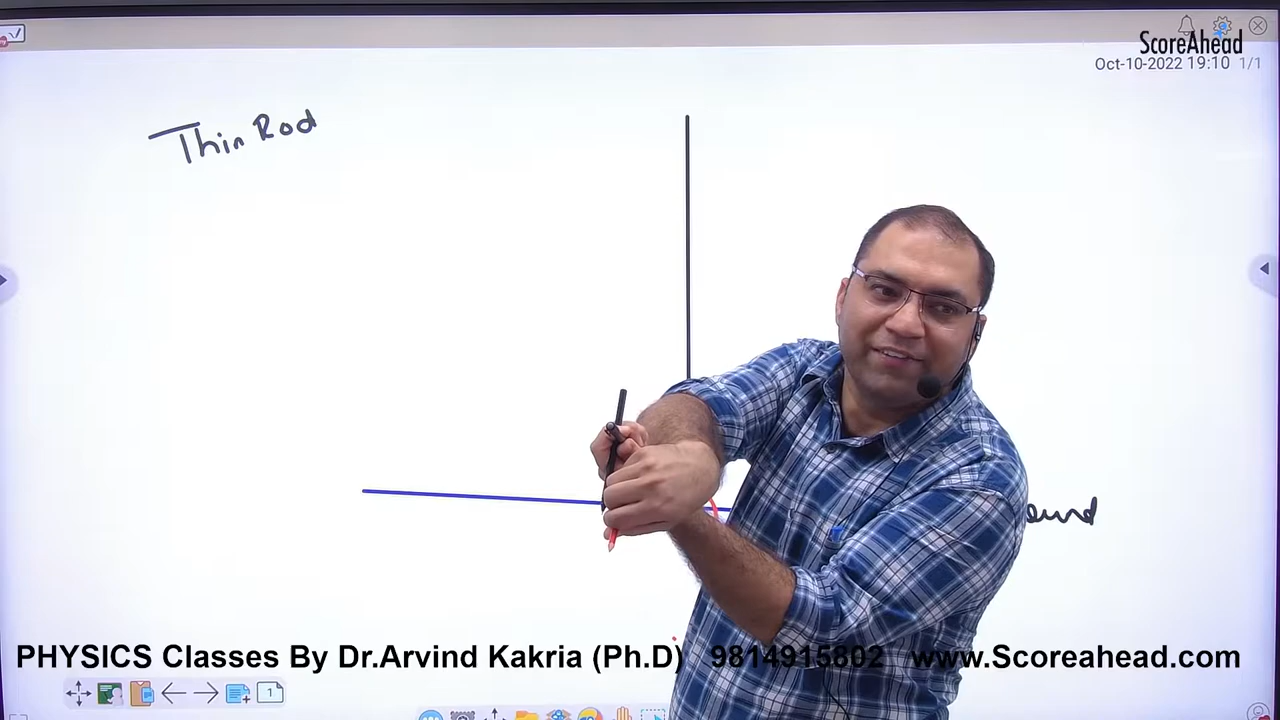 ScoreAhead
Oct-10-2022 19:10 1/1
Thin Rod
PHYSICS Classes By Dr.Arvind Kakria (Ph.D) 9814915802 www.Scoreahead.com
1